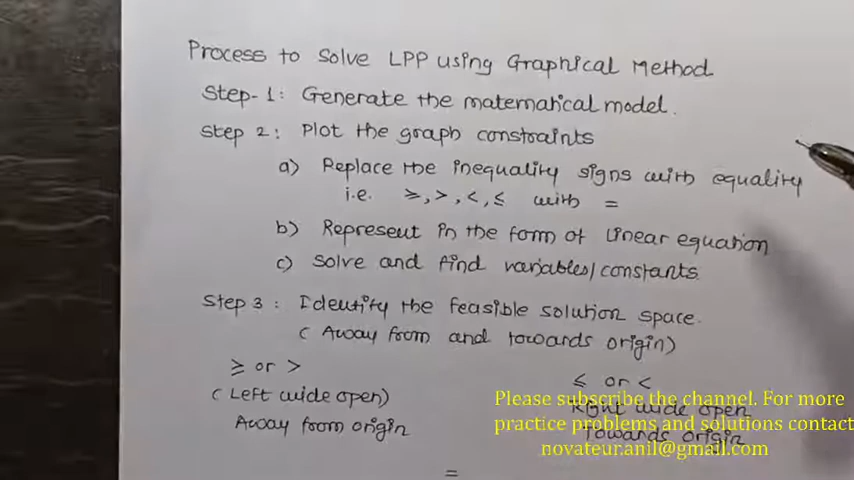 Process to Solve LPP using Graphical Method
Step-1: Generate the matematical model.
Step 2: Plot the graph constraints
a) Replace the inequality signs with equality
i.e. ≥, >, <, ≤ with =
b) Represent in the form of linear equation
c) Solve and find variables/constants
Step 3: Identify the feasible solution space.
( Away from and towards origin)
≥ or >
≤ or <
( Left wide open)
Right wide open
Away from origin
Towards origin
=
Please subscribe the channel. For more
practice problems and solutions contact
novateur.anil@gmail.com